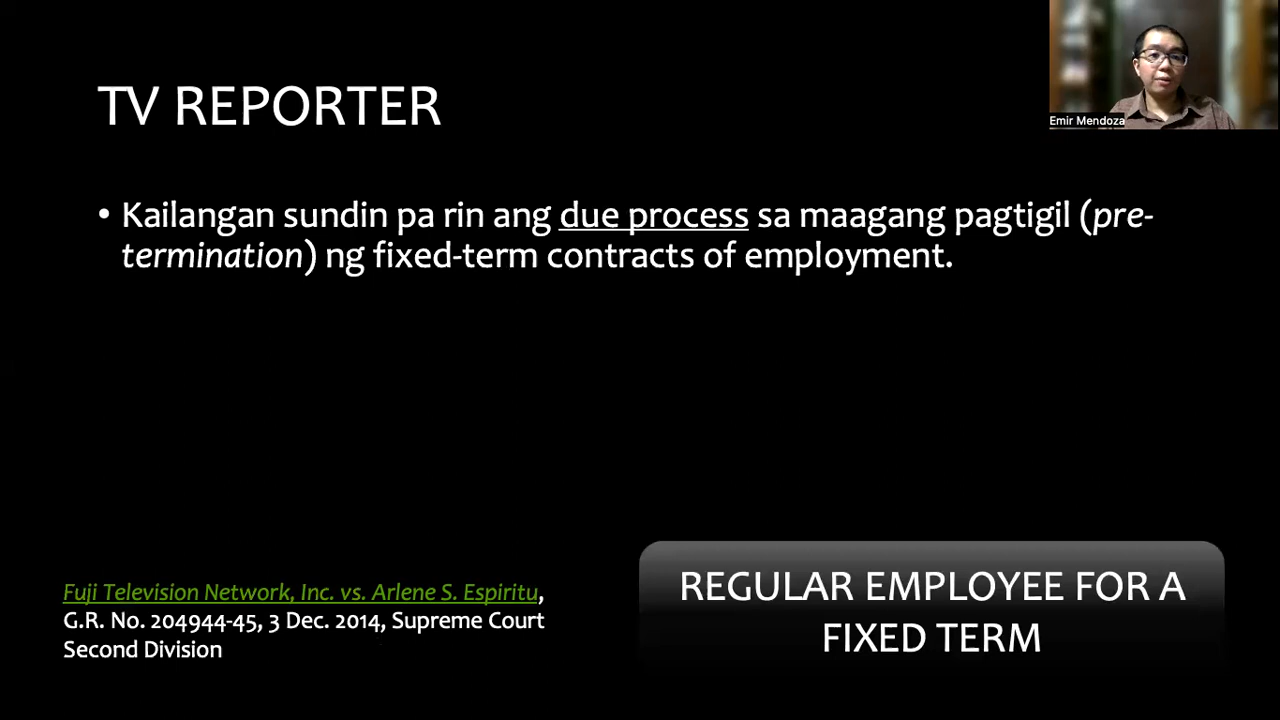 Emir Mendoza
TV REPORTER
• Kailangan sundin pa rin ang due process sa maagang pagtigil (pre-
termination) ng fixed-term contracts of employment.
Fuji Television Network, Inc. vs. Arlene S. Espiritu,
G.R. No. 204944-45, 3 Dec. 2014, Supreme Court
Second Division
REGULAR EMPLOYEE FOR A
FIXED TERM